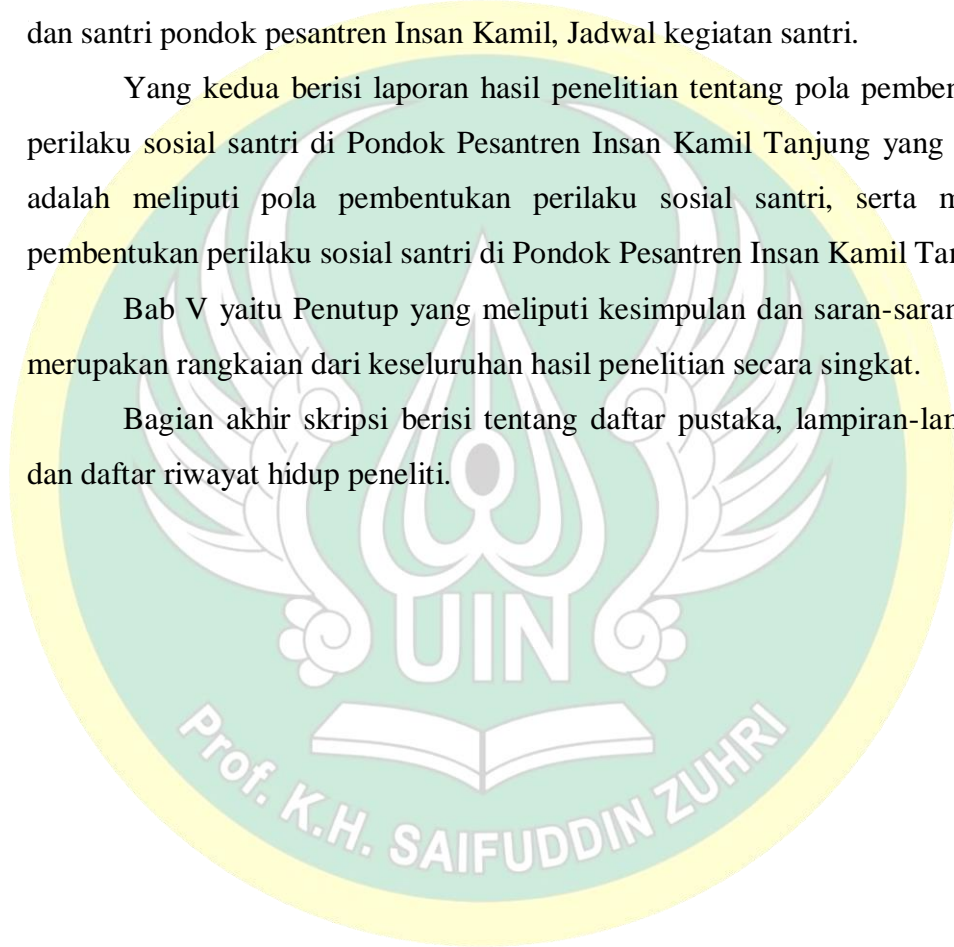 dan santri pondok pesantren Insan Kamil, Jadwal kegiatan santri.
Yang kedua berisi laporan hasil penelitian tentang pola
perilaku sosial santri di Pondok Pesantren Insan Kamil Tanjung yang
adalah meliputi pola pembentukan perilaku sosial santri, serta
pembentukan perilaku sosial santri di Pondok Pesantren Insan Kamil
Bab V yaitu Penutup yang meliputi kesimpulan dan saran-saran
merupakan rangkaian dari keseluruhan hasil penelitian secara singkat.
Bagian akhir skripsi berisi tentang daftar pustaka,
dan daftar riwayat hidup peneliti.
UIN
Prof. K.H. SAIFUDDIN ZUHRI